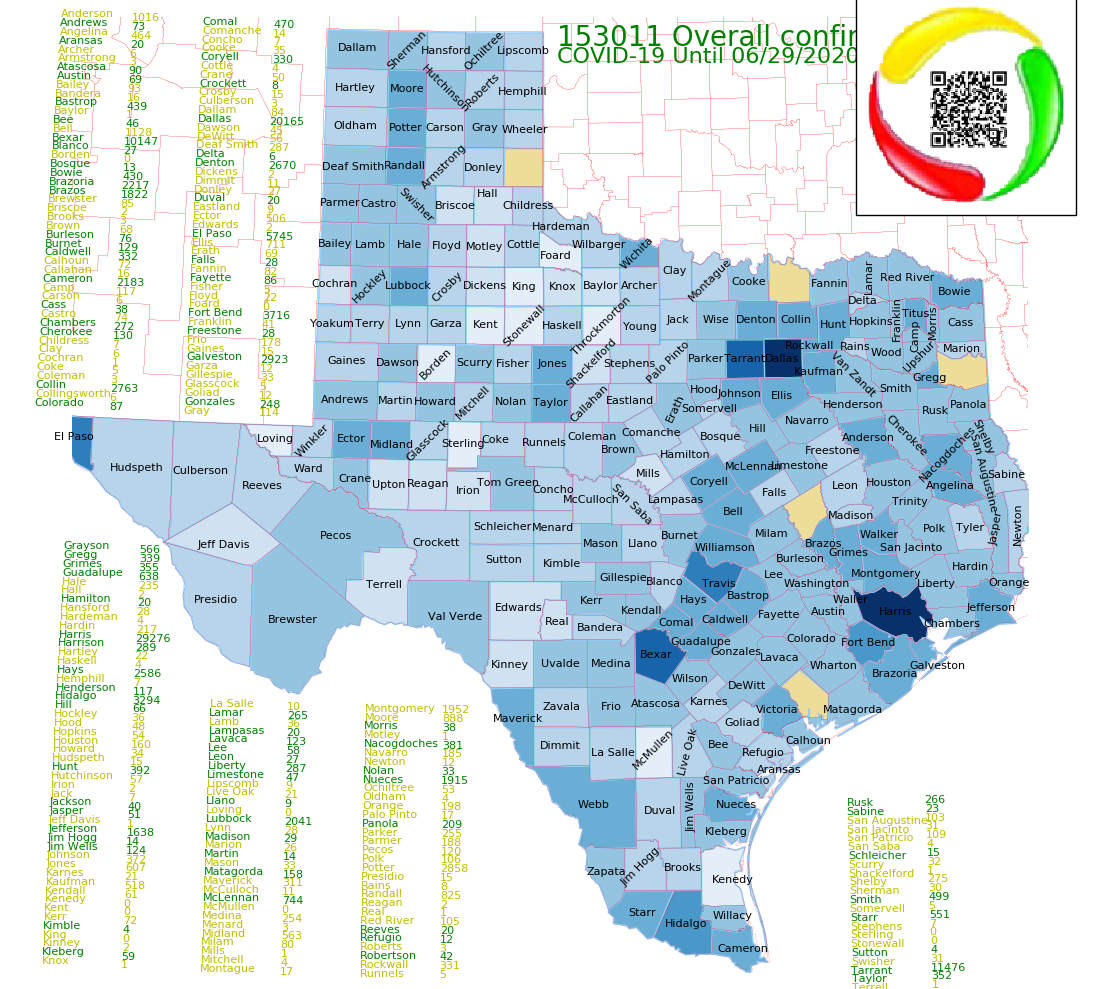 153011 Overall confir
COVID-19 Until 06/29/2020
Anderson 1016
Andrews 73
Angelina 464
Aransas 20
Archer
Armstrong
Atascosa 90
Austin 69
Bailey 93
Bandera 16
Bastrop 439
Baylor
Bee 46
Bell 1128
Bexar 10147
Blanco 27
Borden 0
Bosque 13
Bowie 430
Brazoria 2217
Brazos 1822
Brewster 85
Briscoe
Brooks
Brown 68
Burleson 76
Burnet 129
Caldwell 332
Calhoun
Callahan 16
Cameron 2183
Camp 117
Carson 6
Cass 38
Castro 74
Chambers 272
Cherokee 130
Childress
Clay 6
Cochran
Coke
Coleman
Collin 2763
Collingsworth 6
Colorado 87
Comal 470
Comanche 14
Concho
Cooke 35
Coryell 330
Cottle
Crane 50
Crockett 8
Crosby 15
Culberson
Dallam 84
Dallas 20165
Dawson 45
DeWitt 56
Deaf Smith 287
Delta 6
Denton 2670
Dickens 2
Dimmit 11
Donley 27
Duval 20
Eastland 9
Ector 506
Edwards 2
El Paso 5745
Ellis 711
Erath 69
Falls 28
Fannin 82
Fayette 86
Fisher
Floyd 22
Foard 0
Fort Bend 3716
Franklin 41
Freestone 28
Frio 178
Gaines 15
Galveston 2923
Garza 12
Gillespie 33
Glasscock
Goliad 12
Gonzales 248
Gray 114
Grayson 566
Gregg 339
Grimes 355
Guadalupe 638
Hale 235
Hall
Hamilton 20
Hansford 28
Hardeman 4
Hardin 217
Harris 29276
Harrison 289
Hartley 22
Haskell 4
Hays 2586
Hemphill 7
Henderson 117
Hidalgo 3294
Hill 66
Hockley 36
Hood 48
Hopkins 54
Houston 160
Howard 34
Hudspeth 15
Hunt 392
Hutchinson 57
Irion 2
Jack 7
Jackson 40
Jasper 51
Jeff Davis 1
Jefferson 1638
Jim Hogg 14
Jim Wells 124
Johnson 372
Jones 607
Karnes 21
Kaufman 518
Kendall 61
Kenedy 0
Kent 0
Kerr 72
Kimble 4
King 0
Kinney 2
Kleberg 59
Knox 1
La Salle 10
Lamar 265
Lamb 36
Lampasas 20
Lavaca 123
Lee 58
Leon 27
Liberty 287
Limestone 47
Lipscomb 9
Live Oak 21
Llano 9
Loving 0
Lubbock 2041
Lynn 28
Madison 29
Marion 26
Martin 14
Mason 33
Matagorda 158
Maverick 311
McCulloch 11
McLennan 744
McMullen 0
Medina 254
Menard 3
Midland 563
Milam 80
Mills 1
Mitchell 4
Montague 17
Montgomery 1952
Moore 888
Morris 38
Motley 1
Nacogdoches 381
Navarro 185
Newton 12
Nolan 33
Nueces 1915
Ochiltree 53
Oldham 4
Orange 198
Palo Pinto 17
Panola 209
Parker 255
Parmer 188
Pecos 120
Polk 106
Potter 2858
Presidio 15
Rains 8
Randall 825
Reagan 2
Real 1
Red River 105
Reeves 20
Refugio 12
Roberts 3
Robertson 42
Rockwall 331
Runnels 5
Rusk 266
Sabine 23
San Augustine 103
San Jacinto 31
San Patricio 109
San Saba 4
Schleicher 15
Scurry 32
Shackelford 1
Shelby 275
Sherman 30
Smith 499
Somervell 5
Starr 551
Stephens
Sterling 0
Stonewall 0
Sutton 4
Swisher 31
Tarrant 11476
Taylor 352
Terrell 1
Dallam
Sherman
Hansford
Ochiltree
Lipscomb
Hartley
Moore
Hutchinson
Roberts
Hemphill
Oldham
Potter
Carson
Gray
Wheeler
Deaf Smith
Randall
Armstrong
Donley
Parmer
Castro
Swisher
Briscoe
Hall
Childress
Hardeman
Bailey
Lamb
Hale
Floyd
Motley
Cottle
Foard
Wilbarger
Wichita
Clay
Montague
Cooke
Fannin
Lamar
Red River
Bowie
Cochran
Hockley
Lubbock
Crosby
Dickens
King
Knox
Baylor
Archer
Delta
Franklin
Titus
Morris
Cass
Yoakum
Terry
Lynn
Garza
Kent
Stonewall
Haskell
Throckmorton
Young
Jack
Wise
Denton
Collin
Hunt
Hopkins
Camp
Marion
Gaines
Dawson
Borden
Scurry
Fisher
Jones
Shackelford
Stephens
Palo Pinto
Parker
Tarrant
Dallas
Rockwall
Kaufman
Rains
Van Zandt
Wood
Upshur
Gregg
Andrews
Martin
Howard
Mitchell
Nolan
Taylor
Callahan
Eastland
Erath
Hood
Somervell
Johnson
Ellis
Henderson
Smith
Rusk
Panola
El Paso
Hudspeth
Culberson
Loving
Winkler
Ector
Midland
Glasscock
Sterling
Coke
Runnels
Coleman
Brown
Comanche
Hamilton
Bosque
Hill
Navarro
Anderson
Cherokee
Nacogdoches
Shelby
San Augustine
Sabine
Reeves
Ward
Crane
Upton
Reagan
Irion
Tom Green
Concho
McCulloch
San Saba
Mills
Lampasas
Coryell
McLennan
Limestone
Freestone
Falls
Leon
Houston
Angelina
Jeff Davis
Pecos
Crockett
Schleicher
Menard
Mason
Llano
Burnet
Bell
Milam
Brazos
Madison
Grimes
Walker
Trinity
San Jacinto
Polk
Tyler
Jasper
Newton
Presidio
Brewster
Terrell
Val Verde
Sutton
Kimble
Gillespie
Blanco
Williamson
Travis
Hays
Bastrop
Lee
Burleson
Washington
Waller
Montgomery
Liberty
Hardin
Orange
Edwards
Real
Kerr
Bandera
Kendall
Comal
Caldwell
Fayette
Austin
Harris
Chambers
Jefferson
Kinney
Uvalde
Medina
Bexar
Guadalupe
Wilson
Gonzales
Lavaca
Colorado
Wharton
Fort Bend
Brazoria
Galveston
Maverick
Zavala
Frio
Atascosa
Karnes
DeWitt
Goliad
Victoria
Matagorda
Dimmit
La Salle
McMullen
Live Oak
Bee
Refugio
Calhoun
Aransas
San Patricio
Webb
Duval
Jim Wells
Nueces
Kleberg
Zapata
Jim Hogg
Brooks
Kenedy
Starr
Hidalgo
Willacy
Cameron